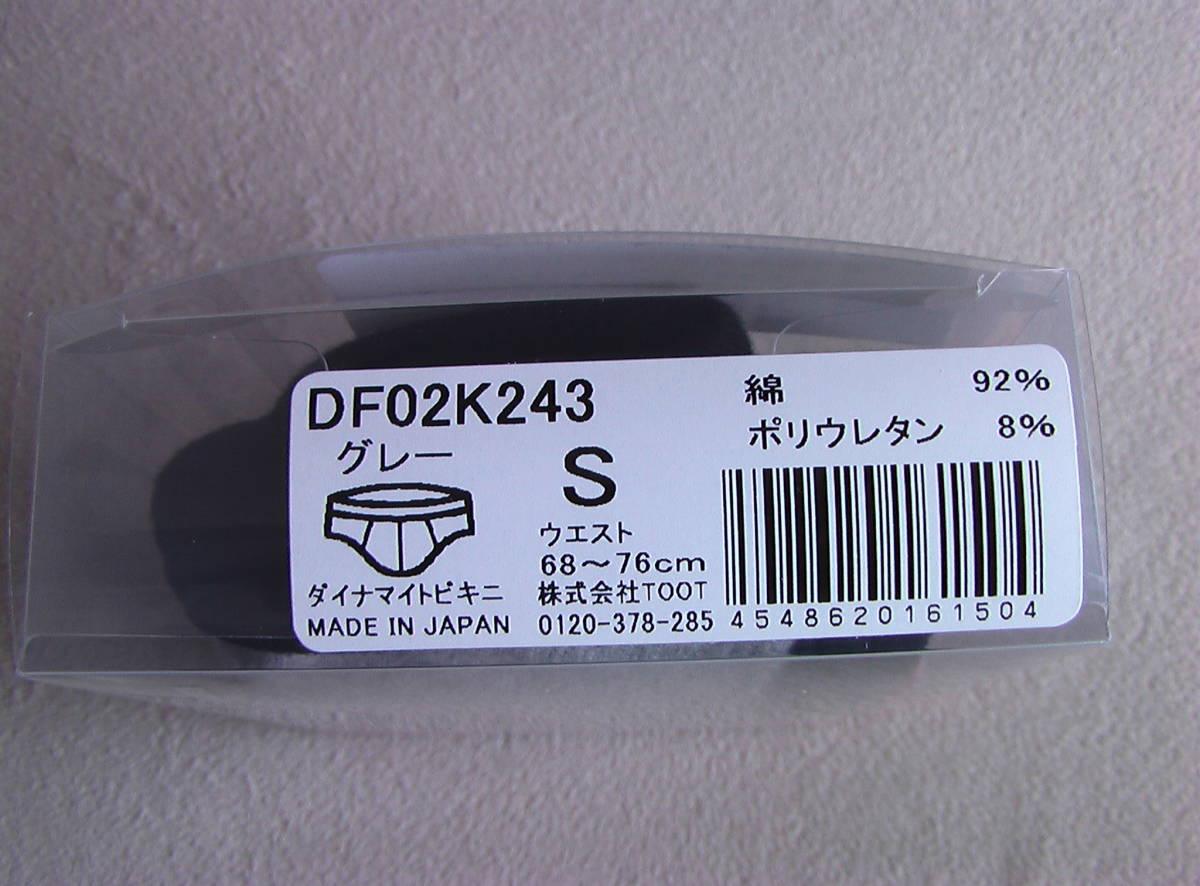 DF02K243
グレー
S
ダイナマイトビキニ
MADE IN JAPAN
ウエスト
68～76cm
株式会社TOOT
0120-378-285
綿 92%
ポリウレタン 8%
4548620161504